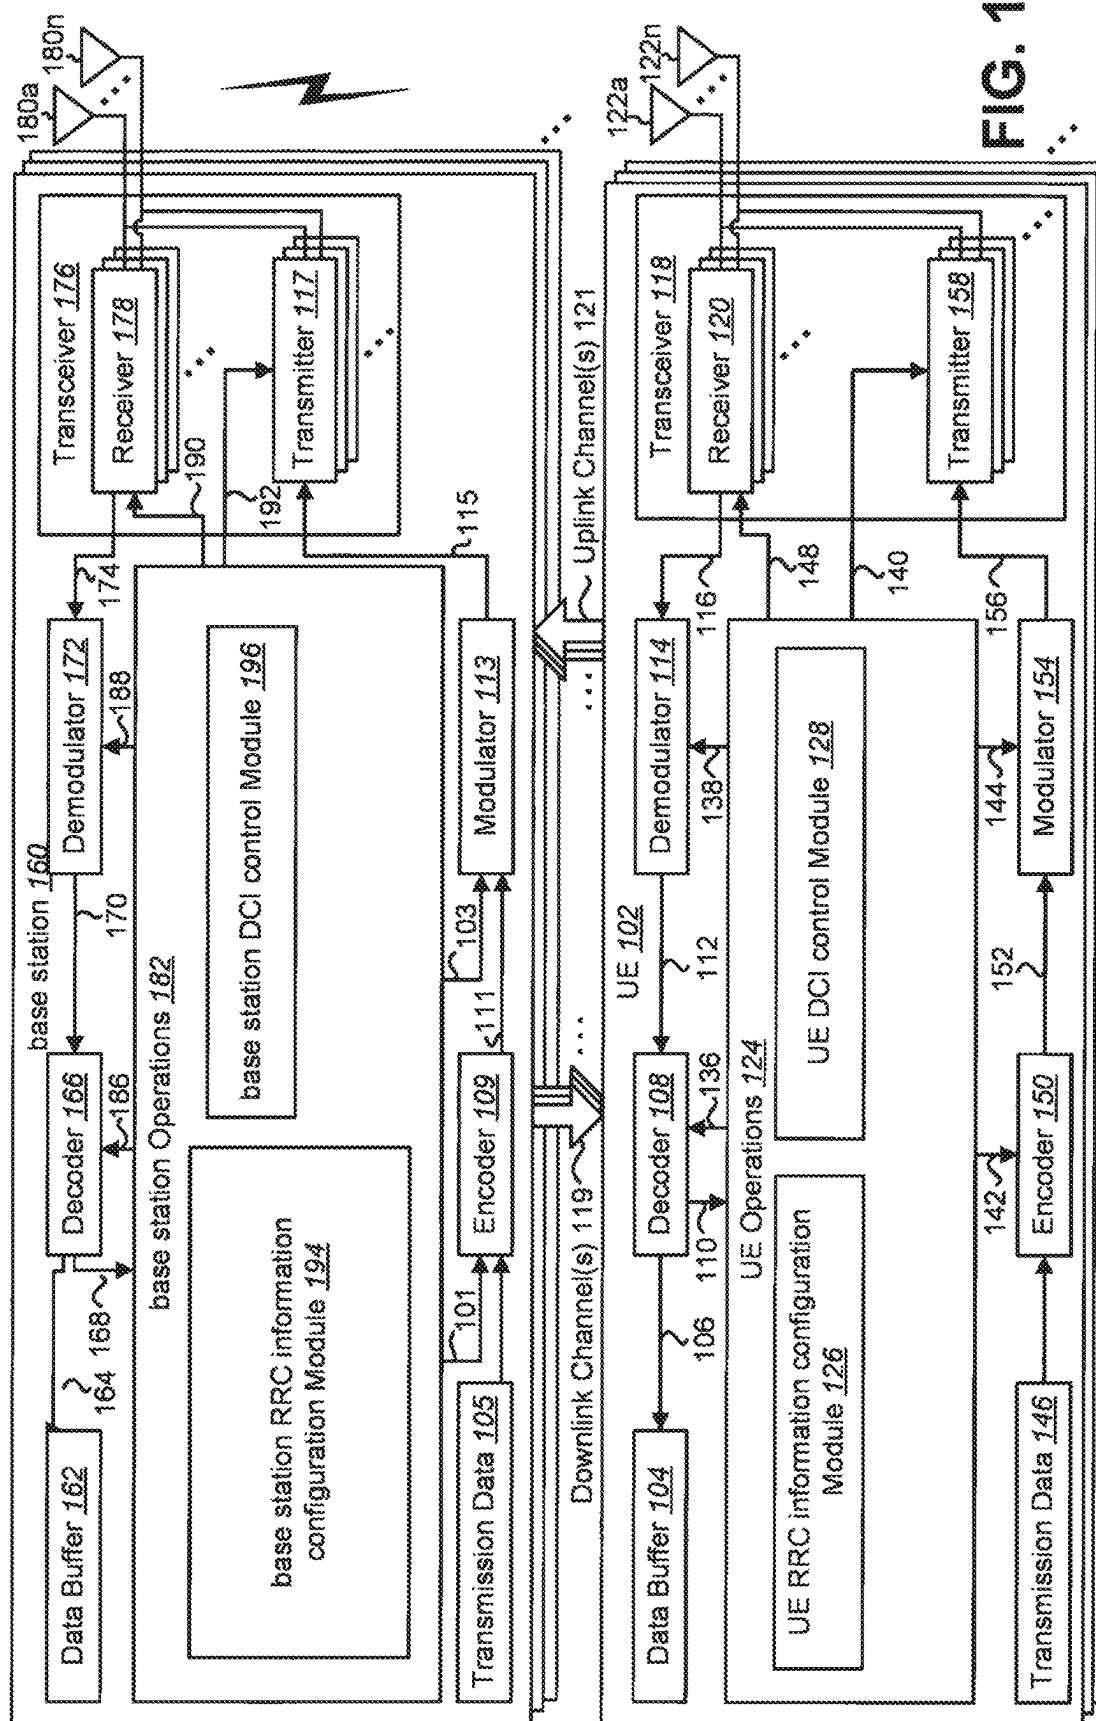 180a
180n
base station 160
Data Buffer 162
164
Decoder 166
168
186
170
Demodulator 172
188
174
Transceiver 176
Receiver 178
190
192
Transmitter 117
base station Operations 182
base station RRC information
configuration Module 194
base station DCI control Module 196
101
103
Transmission Data 105
Encoder 109
111
Modulator 113
115
Downlink Channel(s) 119
Uplink Channel(s) 121
122a
122n
UE 102
Data Buffer 104
106
Decoder 108
110
136
112
Demodulator 114
138
116
Transceiver 118
Receiver 120
148
140
Transmitter 158
UE Operations 124
UE RRC information configuration
Module 126
UE DCI control Module 128
142
144
Transmission Data 146
Encoder 150
152
Modulator 154
156
FIG. 1